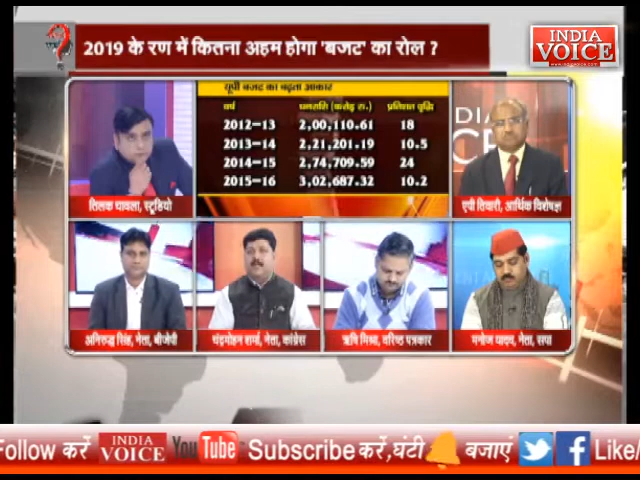 2019 के रण में कितना अहम होगा 'बजट' का रोल ?
INDIA
VOICE
www.indiavoice.com
यूपी बजट का बढ़ता आकार
वर्ष धनराशि (करोड़ रु.) प्रतिशत वृद्धि
2012-13 2,00,110.61 18
2013-14 2,21,201.19 10.5
2014-15 2,74,709.59 24
2015-16 3,02,687.32 10.2
तिलक चावला, स्टूडियो
एपी तिवारी, आर्थिक विशेषज्ञ
अनिरुद्ध सिंह, नेता, बीजेपी
चंद्रमोहन शर्मा, नेता, कांग्रेस
ऋषि मिश्रा, वरिष्ठ पत्रकार
मनोज यादव, नेता, सपा
Follow करें INDIA VOICE YouTube Subscribe करें,घंटी बजाएं Like/